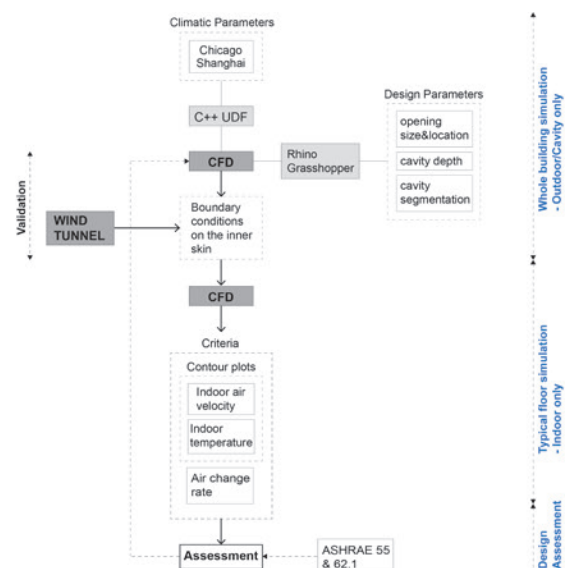 Climatic Parameters
Chicago
Shanghai
C++ UDF
CFD
Rhino
Grasshopper
Design Parameters
opening
size&location
cavity depth
cavity
segmentation
Validation
WIND
TUNNEL
Boundary
conditions
on the inner
skin
CFD
Criteria
Contour plots
Indoor air
velocity
Indoor
temperature
Air change
rate
Assessment
ASHRAE 55
& 62.1
Whole building simulation
- Outdoor/Cavity only
Typical floor simulation
- Indoor only
Design
Assessment